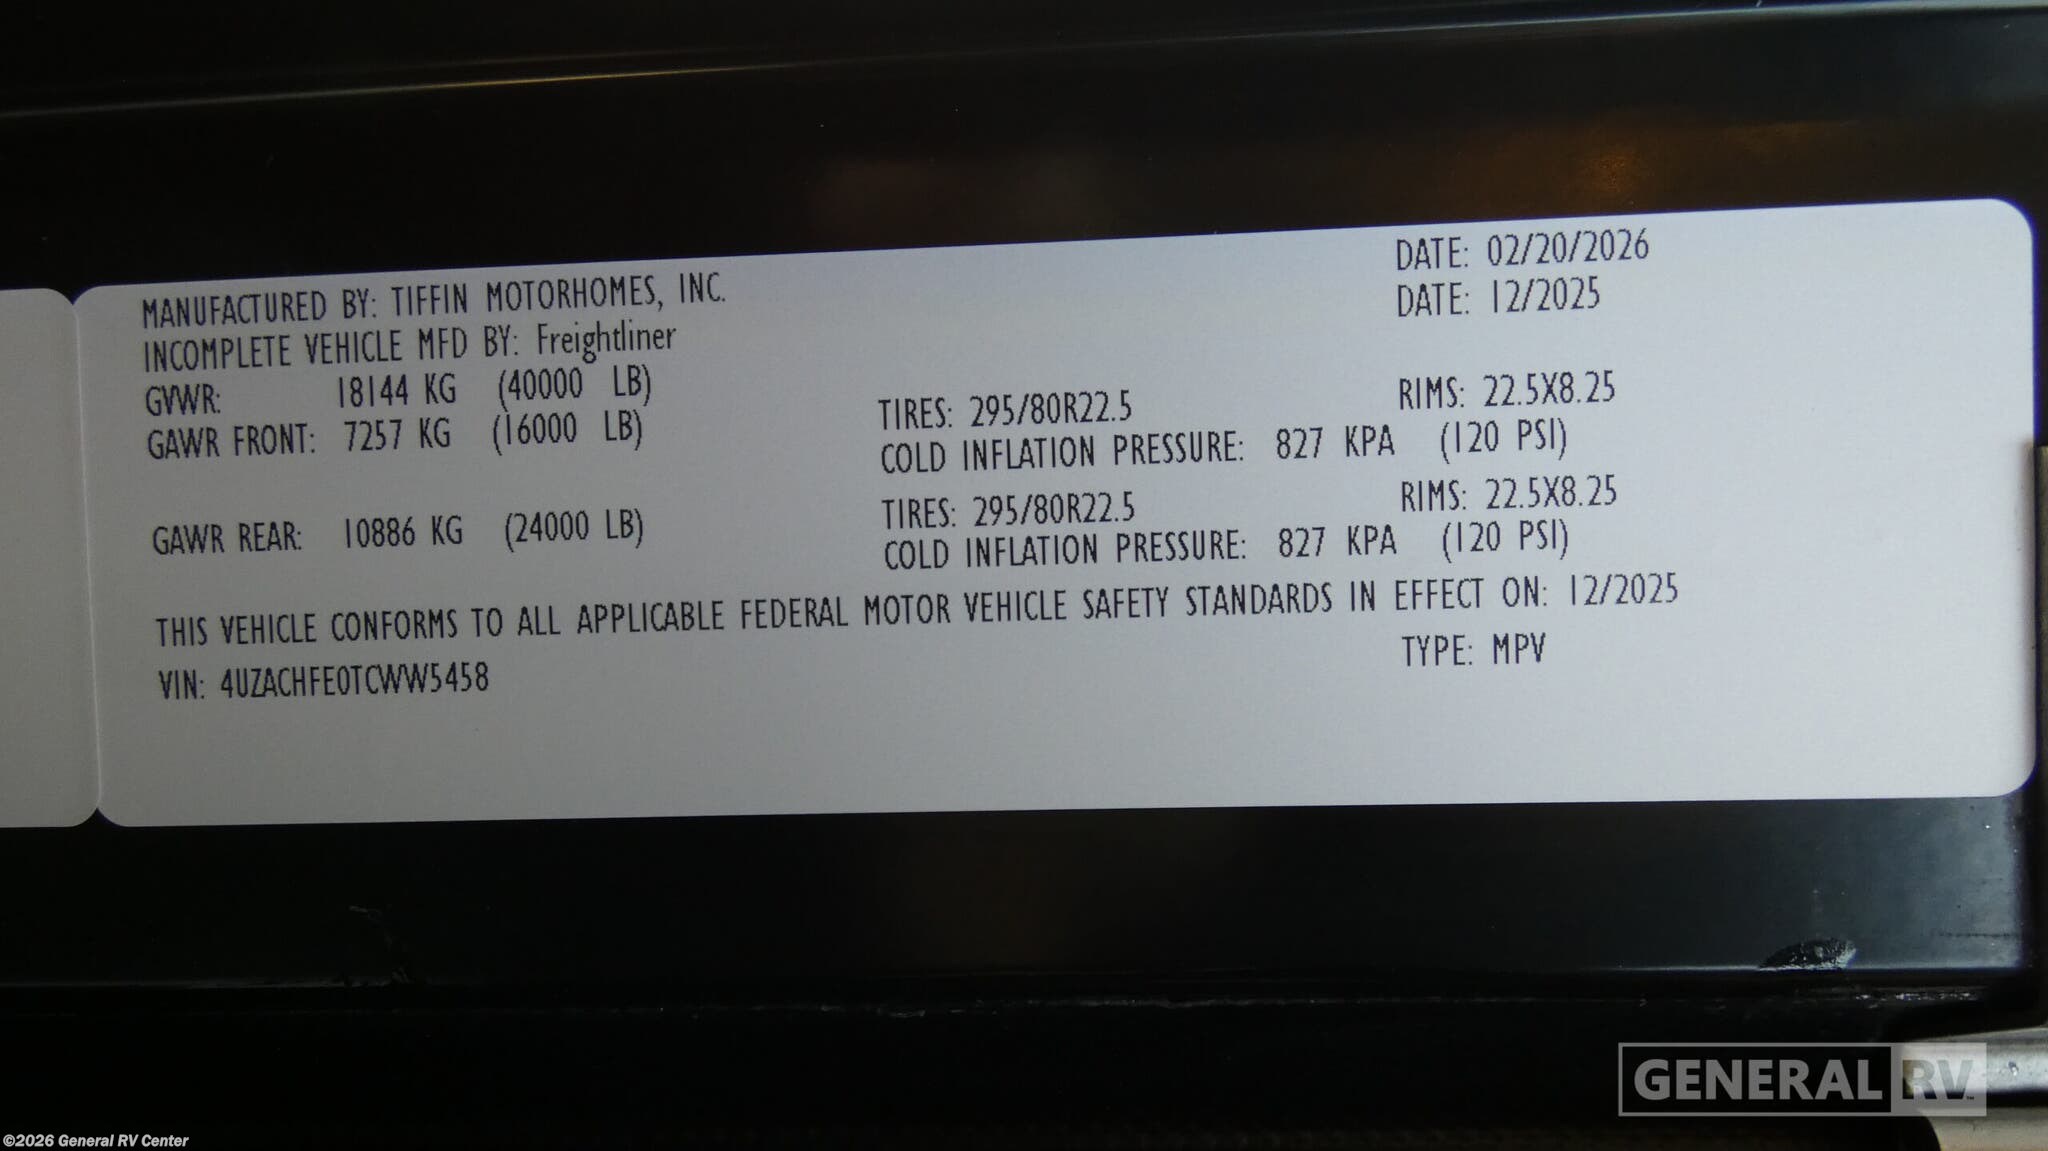 MANUFACTURED BY: TIFFIN MOTORHOMES, INC. DATE: 02/20/2026
INCOMPLETE VEHICLE MFD BY: Freightliner DATE: 12/2025
GVWR: 18144 KG (40000 LB)
GAWR FRONT: 7257 KG (16000 LB) TIRES: 295/80R22.5 RIMS: 22.5X8.25
COLD INFLATION PRESSURE: 827 KPA (120 PSI)
GAWR REAR: 10886 KG (24000 LB) TIRES: 295/80R22.5 RIMS: 22.5X8.25
COLD INFLATION PRESSURE: 827 KPA (120 PSI)
THIS VEHICLE CONFORMS TO ALL APPLICABLE FEDERAL MOTOR VEHICLE SAFETY STANDARDS IN EFFECT ON: 12/2025
VIN: 4UZACHFE0TCWW5458 TYPE: MPV
GENERAL RV
©2026 General RV Center